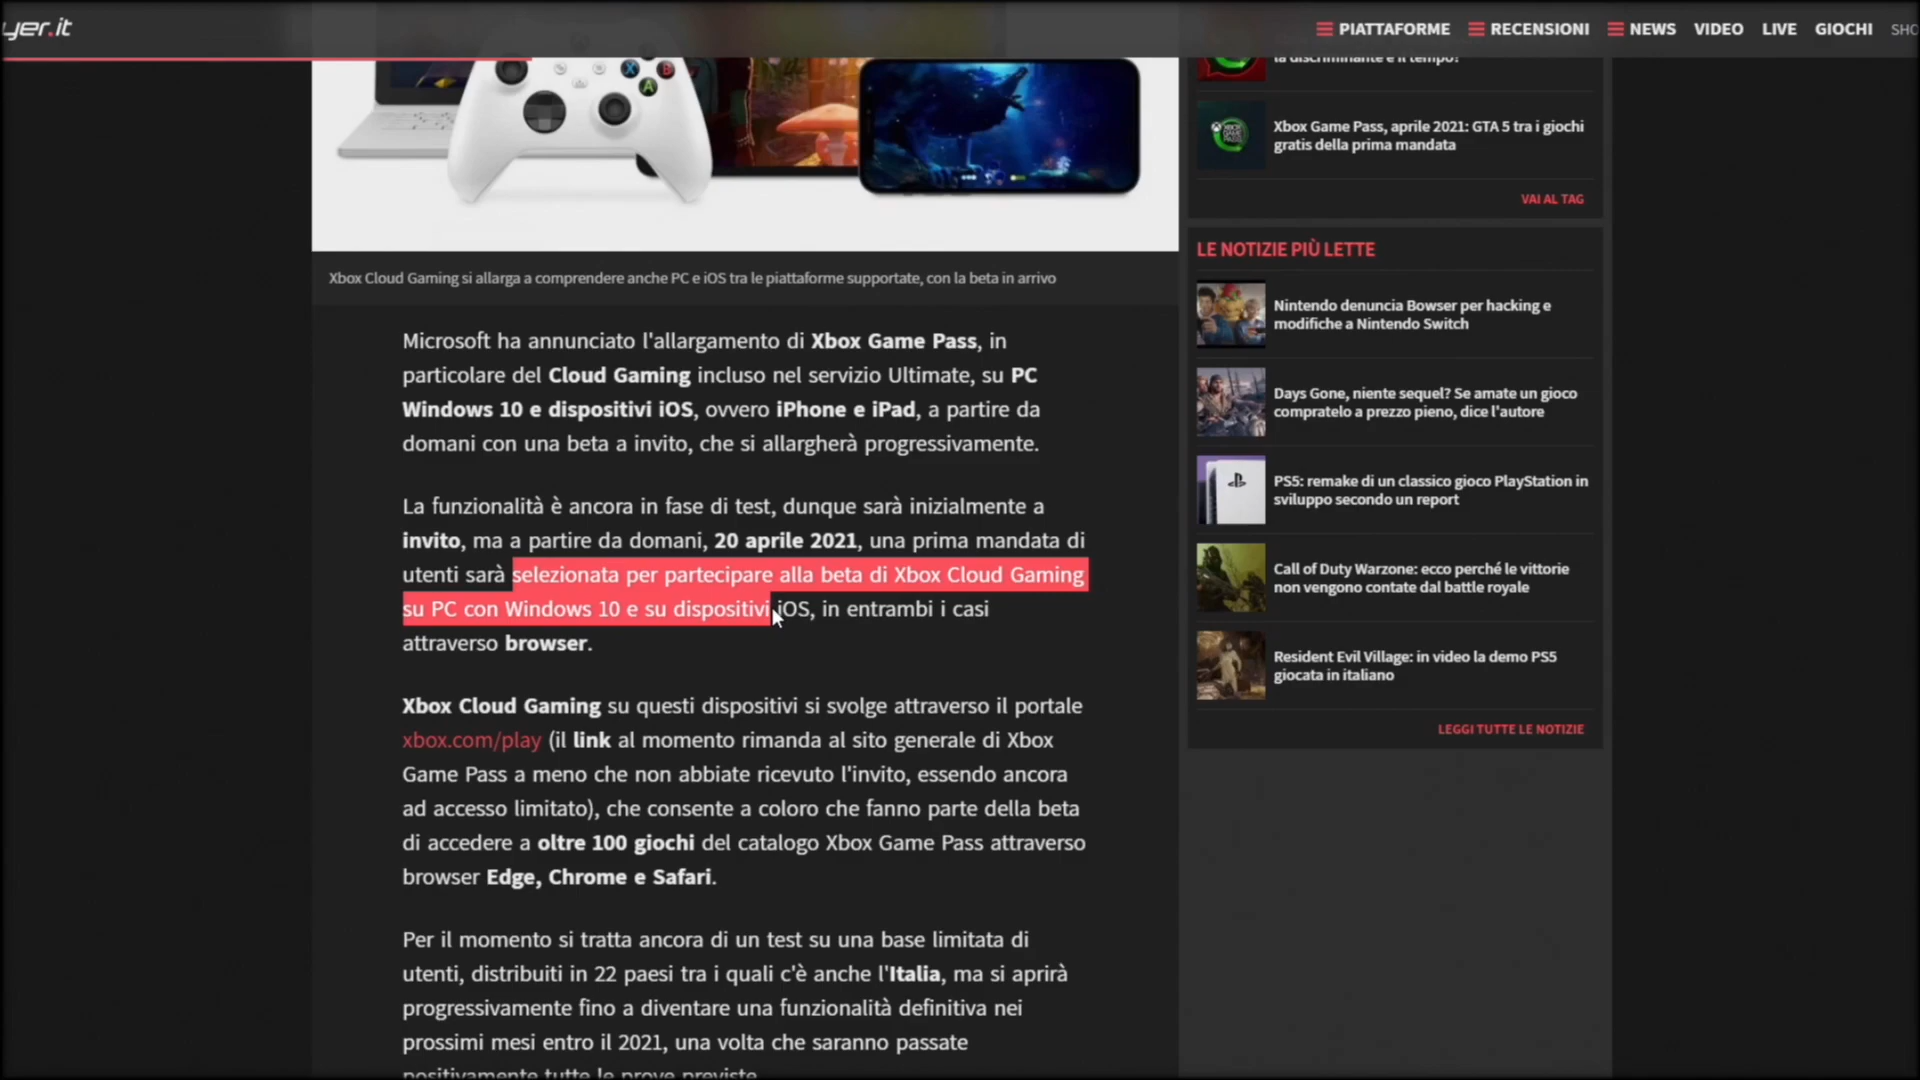 yer.it
PIATTAFORME
RECENSIONI
NEWS
VIDEO
LIVE
GIOCHI
SHO
Xbox Cloud Gaming si allarga a comprendere anche PC e iOS tra le piattaforme supportate, con la beta in arrivo
Microsoft ha annunciato l'allargamento di Xbox Game Pass, in
particolare del Cloud Gaming incluso nel servizio Ultimate, su PC
Windows 10 e dispositivi iOS, ovvero iPhone e iPad, a partire da
domani con una beta a invito, che si allargherà progressivamente.
La funzionalità è ancora in fase di test, dunque sarà inizialmente a
invito, ma a partire da domani, 20 aprile 2021, una prima mandata di
utenti sarà selezionata per partecipare alla beta di Xbox Cloud Gaming
su PC con Windows 10 e su dispositivi iOS, in entrambi i casi
attraverso browser.
Xbox Cloud Gaming su questi dispositivi si svolge attraverso il portale
xbox.com/play (il link al momento rimanda al sito generale di Xbox
Game Pass a meno che non abbiate ricevuto l'invito, essendo ancora
ad accesso limitato), che consente a coloro che fanno parte della beta
di accedere a oltre 100 giochi del catalogo Xbox Game Pass attraverso
browser Edge, Chrome e Safari.
Per il momento si tratta ancora di un test su una base limitata di
utenti, distribuiti in 22 paesi tra i quali c'è anche l'Italia, ma si aprirà
progressivamente fino a diventare una funzionalità definitiva nei
prossimi mesi entro il 2021, una volta che saranno passate
positivamente tutte le prove previste.
la discriminante è il tempo?
Xbox Game Pass, aprile 2021: GTA 5 tra i giochi
gratis della prima mandata
VAI AL TAG
LE NOTIZIE PIÙ LETTE
Nintendo denuncia Bowser per hacking e
modifiche a Nintendo Switch
Days Gone, niente sequel? Se amate un gioco
compratelo a prezzo pieno, dice l'autore
PS5: remake di un classico gioco PlayStation in
sviluppo secondo un report
Call of Duty Warzone: ecco perché le vittorie
non vengono contate dal battle royale
Resident Evil Village: in video la demo PS5
giocata in italiano
LEGGI TUTTE LE NOTIZIE